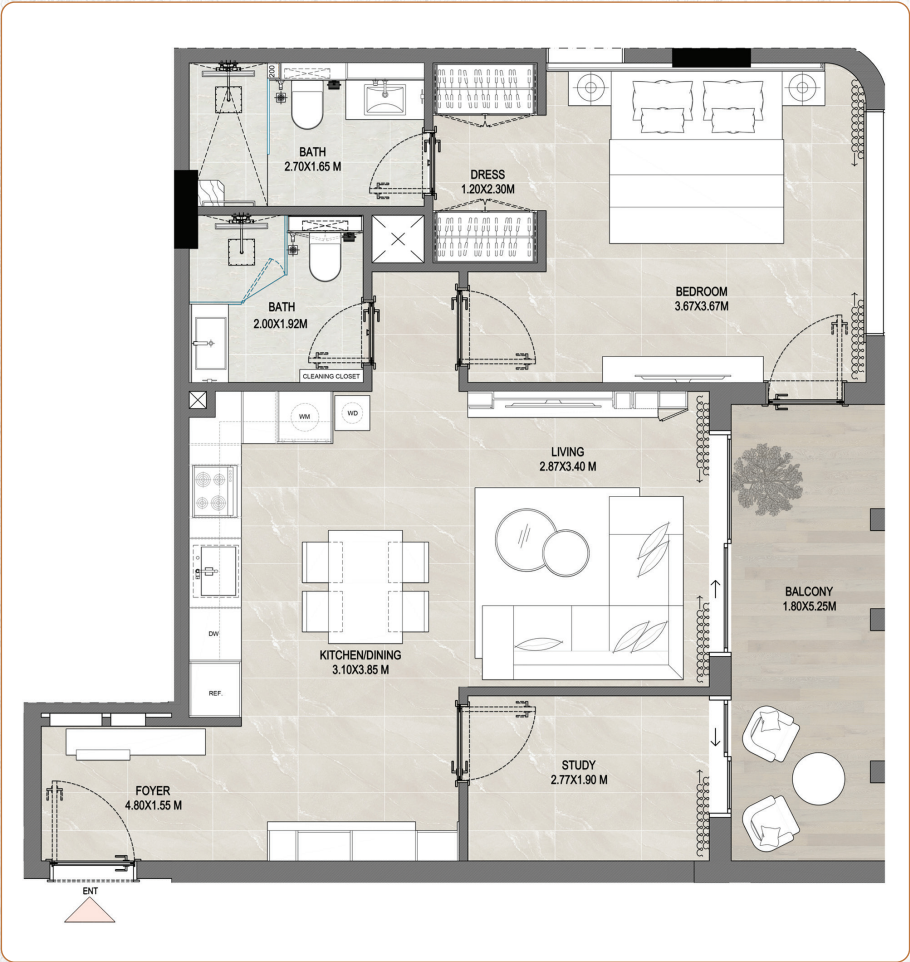 200
BATH
2.70X1.65 M
DRESS
1.20X2.30M
BEDROOM
3.67X3.67M
BATH
2.00X1.92M
CLEANING CLOSET
WM
WD
LIVING
2.87X3.40 M
BALCONY
1.80X5.25M
DW
KITCHEN/DINING
3.10X3.85 M
REF.
STUDY
2.77X1.90 M
FOYER
4.80X1.55 M
ENT